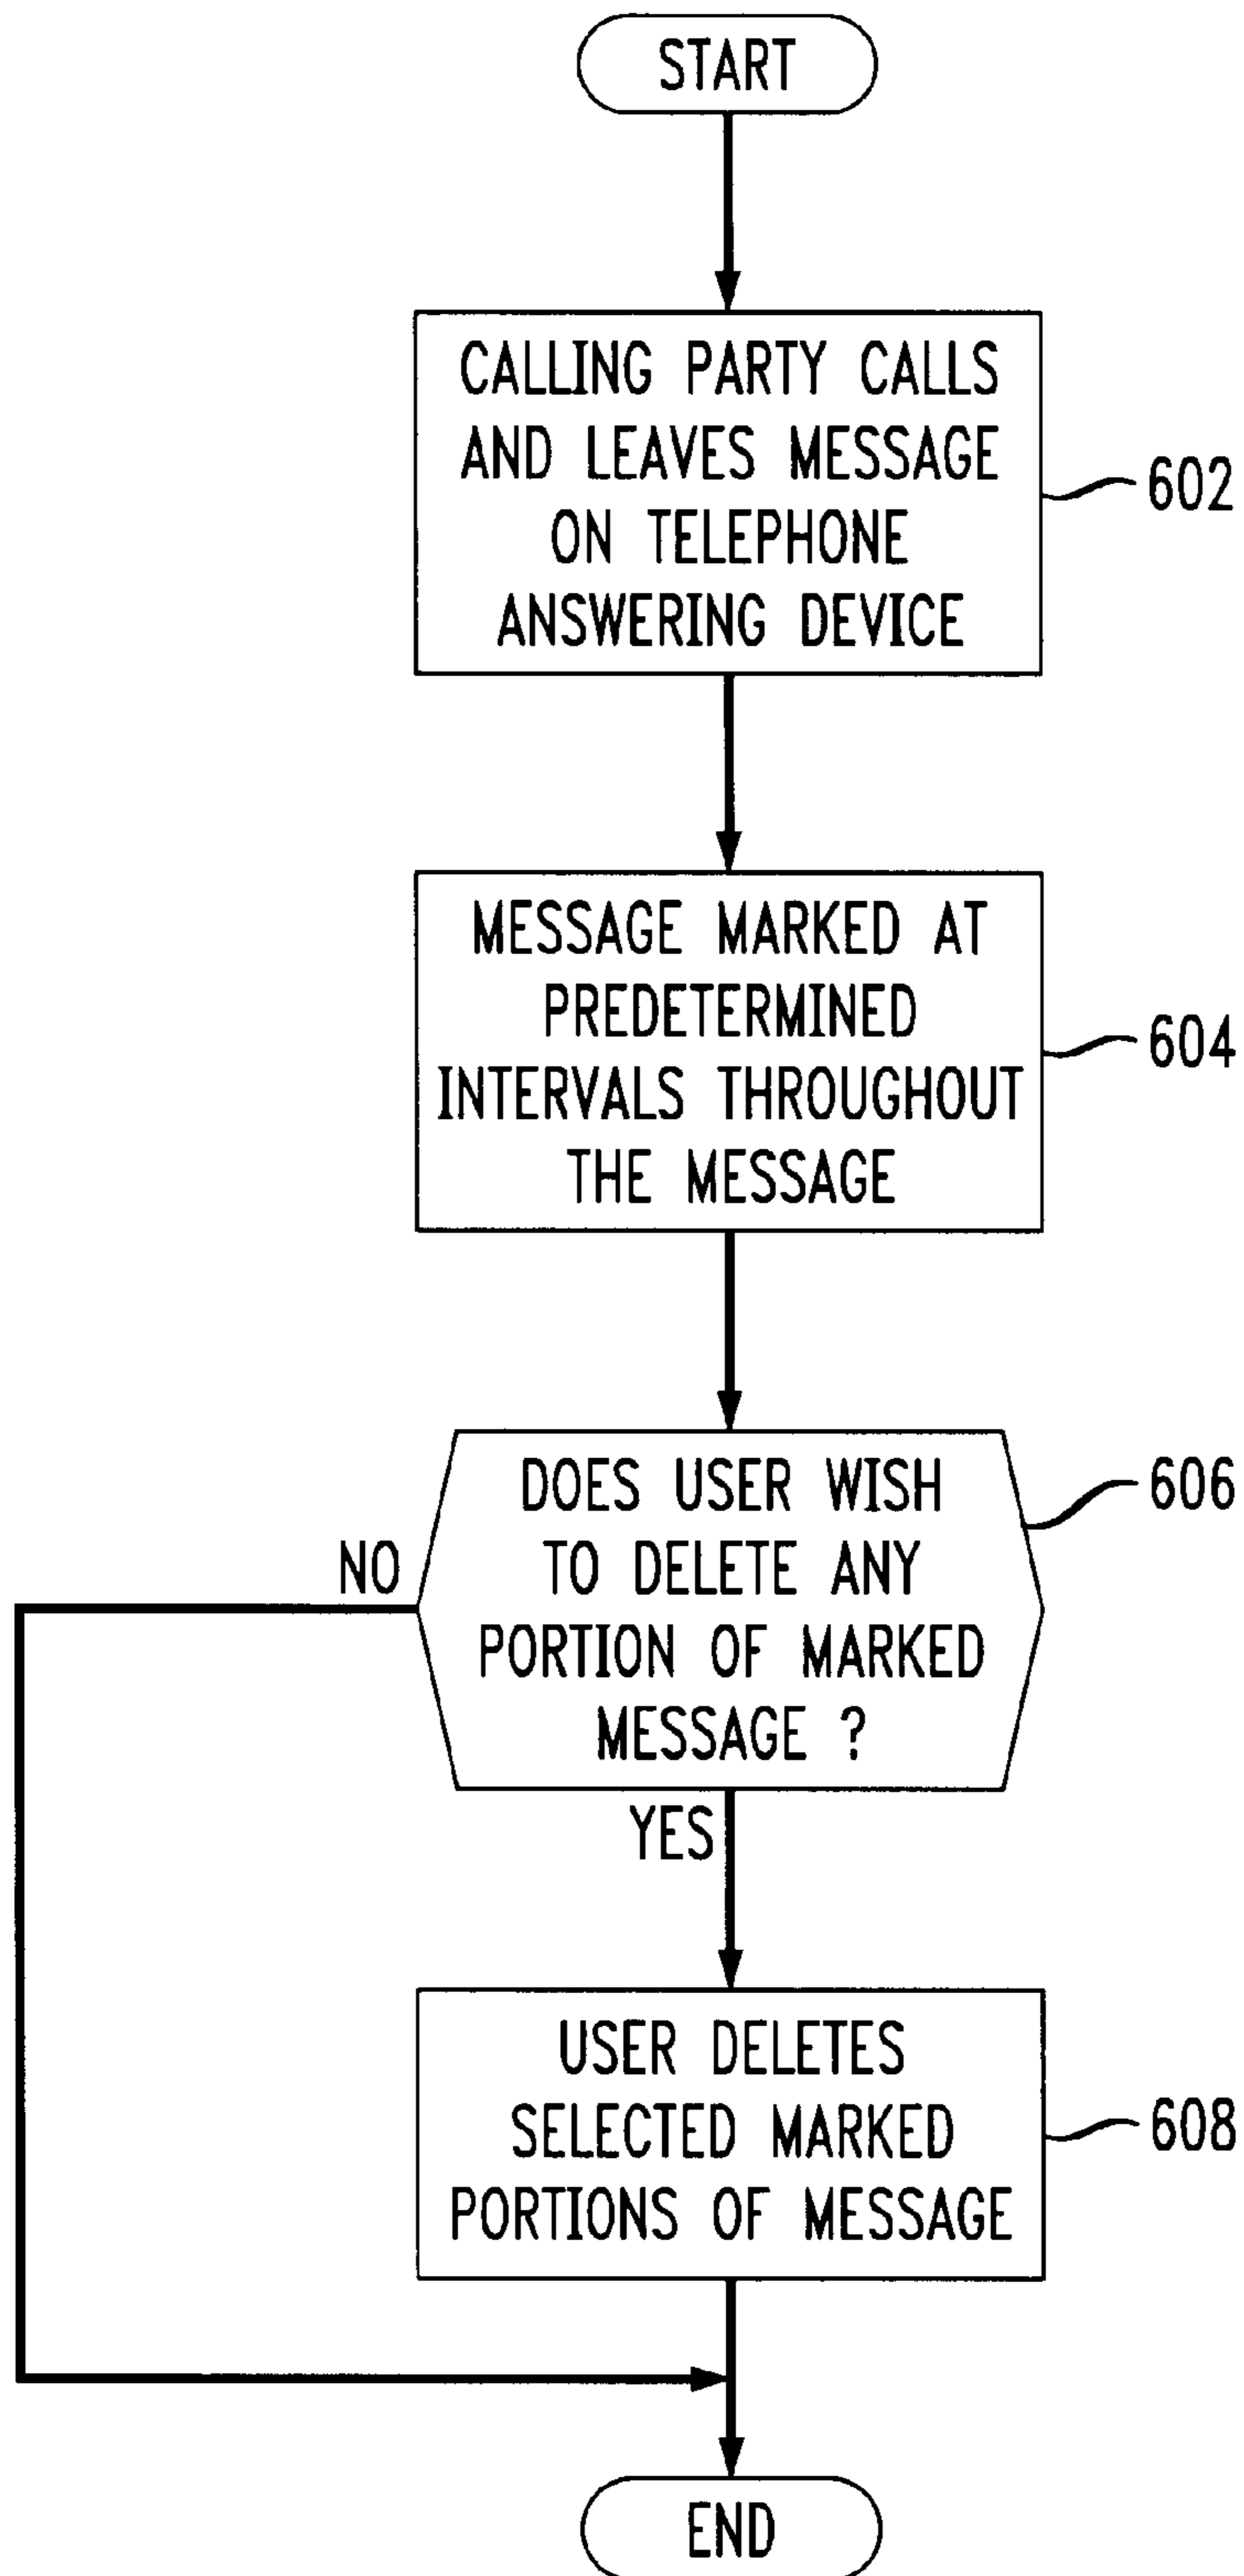 START
CALLING PARTY CALLS
AND LEAVES MESSAGE
ON TELEPHONE
ANSWERING DEVICE
602
MESSAGE MARKED AT
PREDETERMINED
INTERVALS THROUGHOUT
THE MESSAGE
604
DOES USER WISH
TO DELETE ANY
PORTION OF MARKED
MESSAGE ?
606
NO
YES
USER DELETES
SELECTED MARKED
PORTIONS OF MESSAGE
608
END